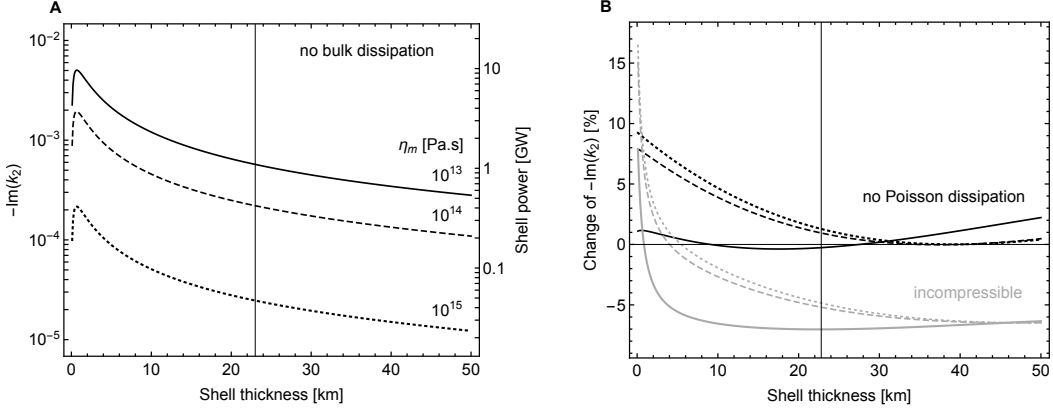 A
no bulk dissipation
η_m [Pa.s]
10^13
10^14
10^15
−Im(k₂)
10^−2
10^−3
10^−4
10^−5
Shell power [GW]
10
1
0.1
0 10 20 30 40 50
Shell thickness [km]
B
no Poisson dissipation
incompressible
Change of −Im(k₂) [%]
15
10
5
0
−5
0 10 20 30 40 50
Shell thickness [km]